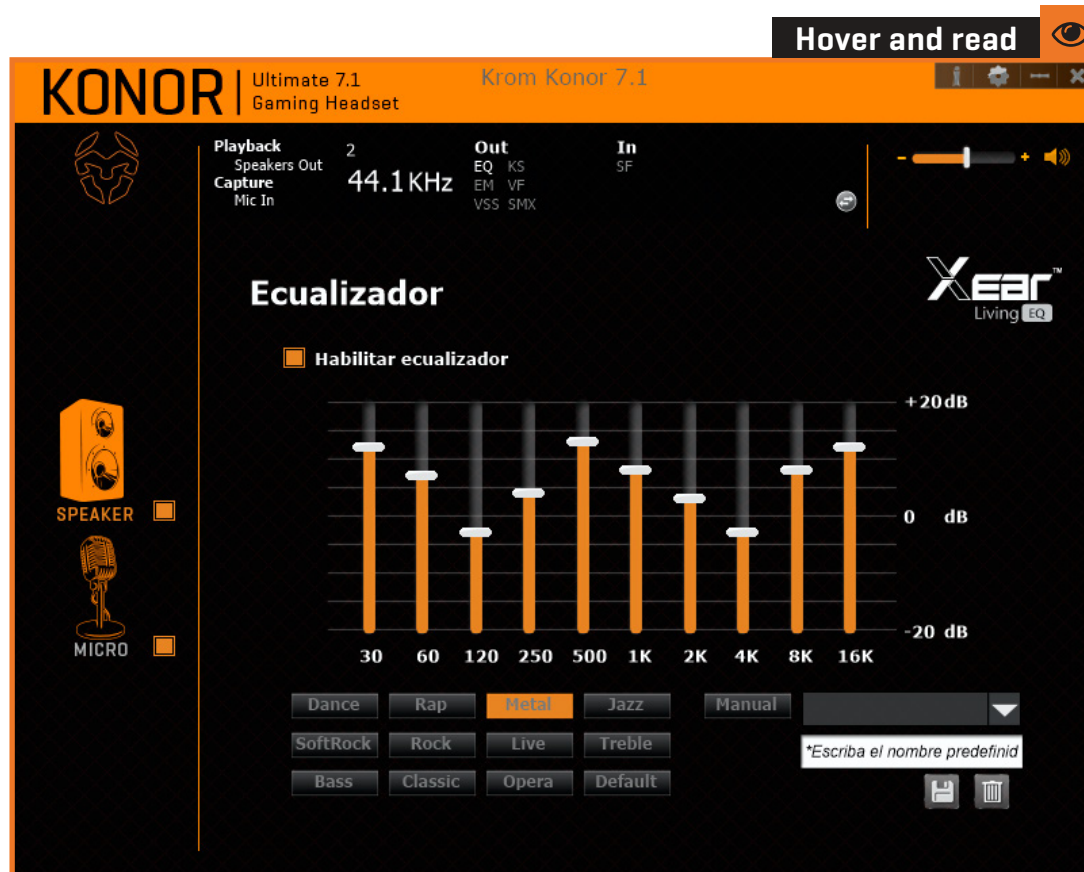 Hover and read
KONOR
Ultimate 7.1
Gaming Headset
Krom Konor 7.1
i
Playback
Speakers Out
Capture
Mic In
2
44.1KHz
Out
EQ KS
EM VF
VSS SMX
In
SF
- +
Xear™
Living EQ
Ecualizador
Habilitar ecualizador
+20dB
0 dB
-20 dB
30 60 120 250 500 1K 2K 4K 8K 16K
SPEAKER
MICRO
Dance Rap Metal Jazz Manual
SoftRock Rock Live Treble
*Escriba el nombre predefinid
Bass Classic Opera Default